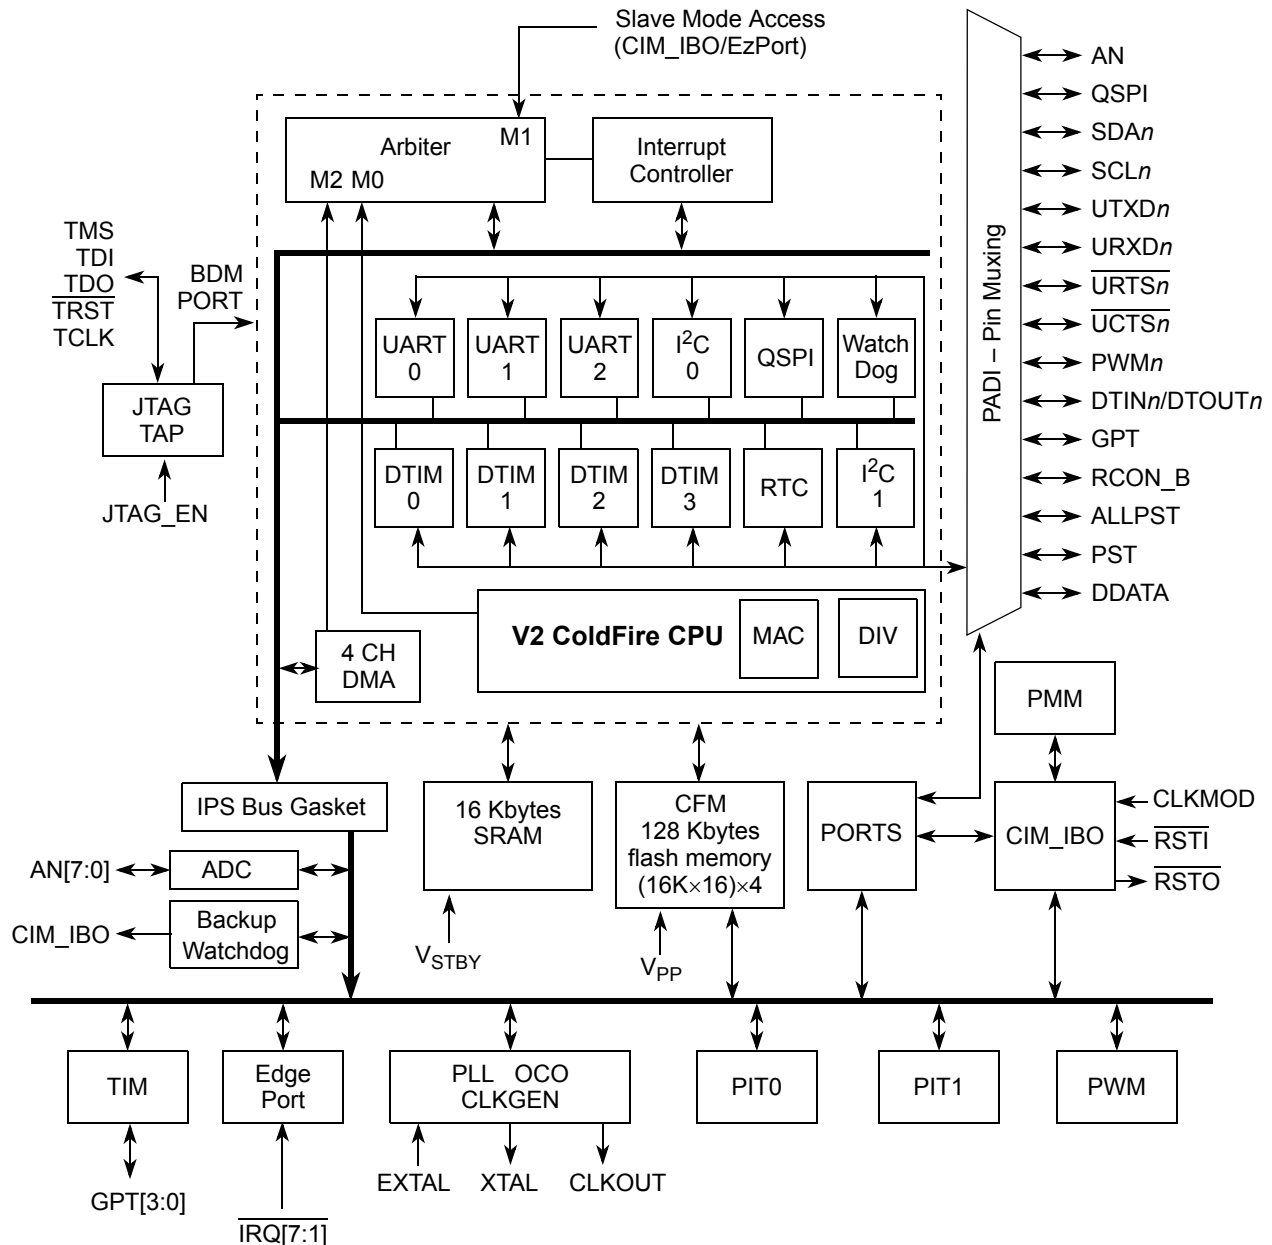 Slave Mode Access
(CIM_IBO/EzPort)
Arbiter
M1
M2 M0
Interrupt
Controller
TMS
TDI
TDO
TRST
TCLK
BDM
PORT
JTAG
TAP
JTAG_EN
UART
0
UART
1
UART
2
I²C
0
QSPI
Watch
Dog
DTIM
0
DTIM
1
DTIM
2
DTIM
3
RTC
I²C
1
V2 ColdFire CPU
MAC
DIV
4 CH
DMA
PADI – Pin Muxing
AN
QSPI
SDAn
SCLn
UTXDn
URXDn
URTSn
UCTSn
PWMn
DTINn/DTOUTn
GPT
RCON_B
ALLPST
PST
DDATA
PMM
IPS Bus Gasket
16 Kbytes
SRAM
CFM
128 Kbytes
flash memory
(16K×16)×4
PORTS
CIM_IBO
CLKMOD
RSTI
RSTO
AN[7:0]
ADC
CIM_IBO
Backup
Watchdog
VSTBY
VPP
TIM
Edge
Port
PLL OCO
CLKGEN
PIT0
PIT1
PWM
GPT[3:0]
IRQ[7:1]
EXTAL
XTAL
CLKOUT